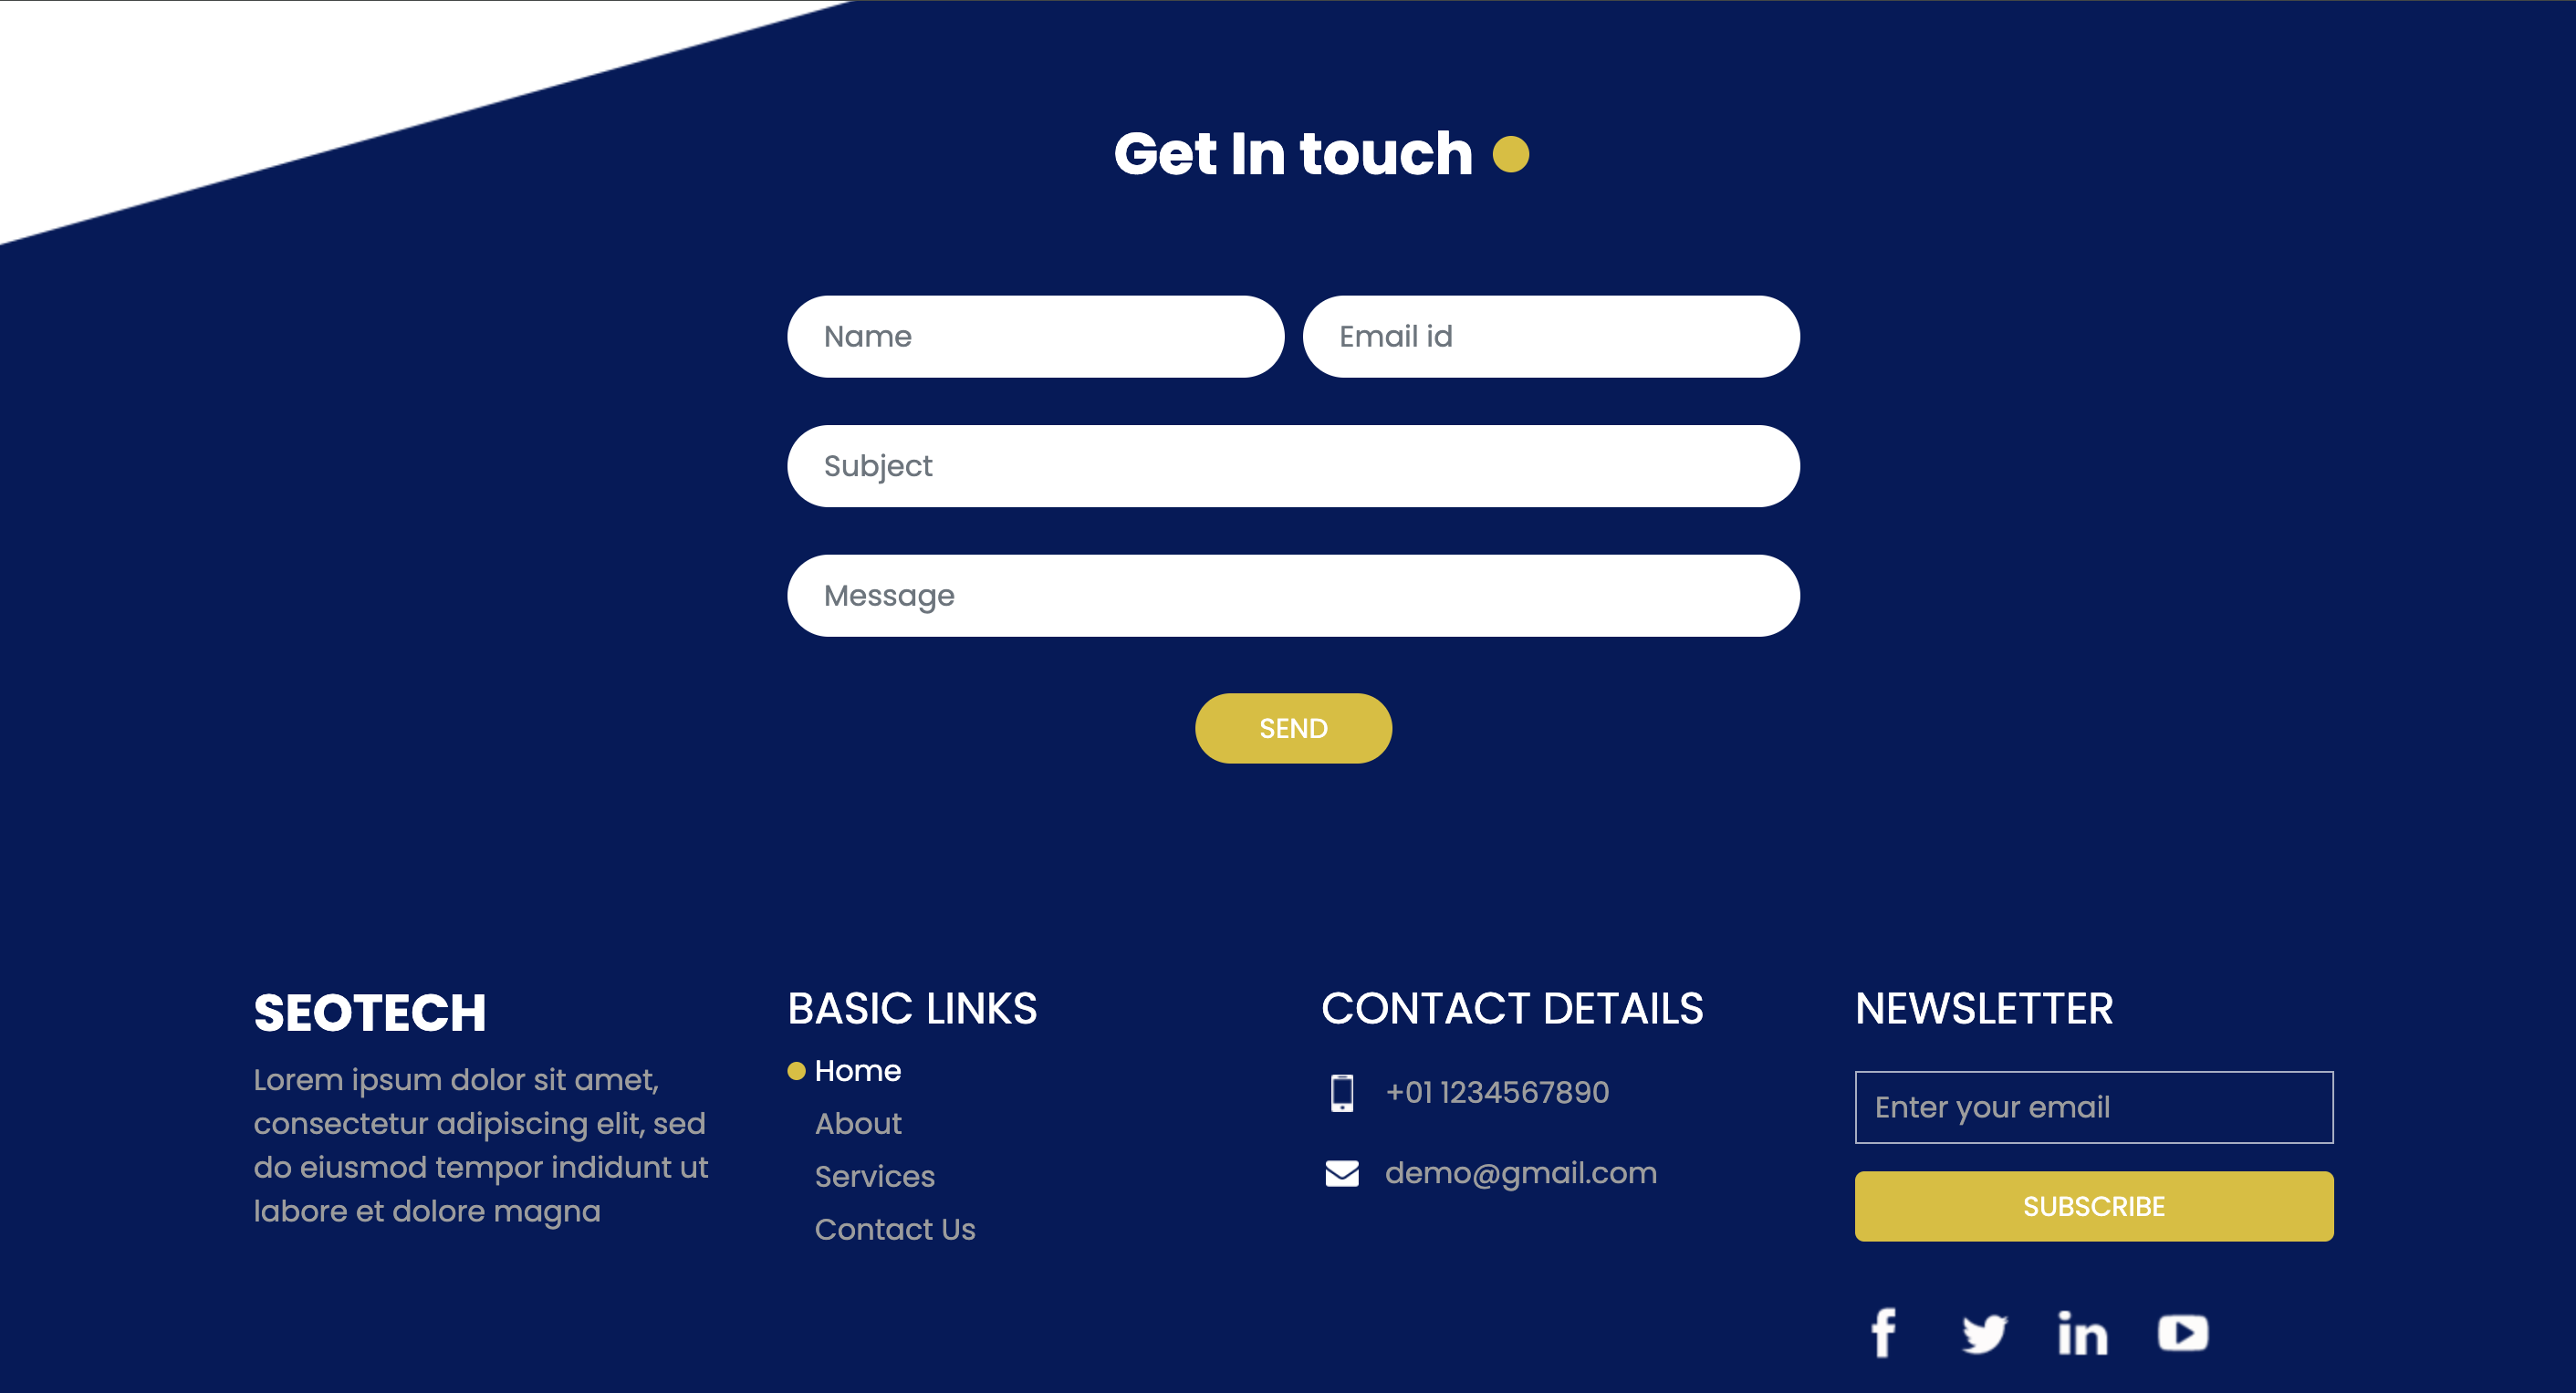 Get In touch
Name
Email id
Subject
Message
SEND
SEOTECH
Lorem ipsum dolor sit amet,
consectetur adipiscing elit, sed
do eiusmod tempor indidunt ut
labore et dolore magna
BASIC LINKS
Home
About
Services
Contact Us
CONTACT DETAILS
+01 1234567890
demo@gmail.com
NEWSLETTER
Enter your email
SUBSCRIBE